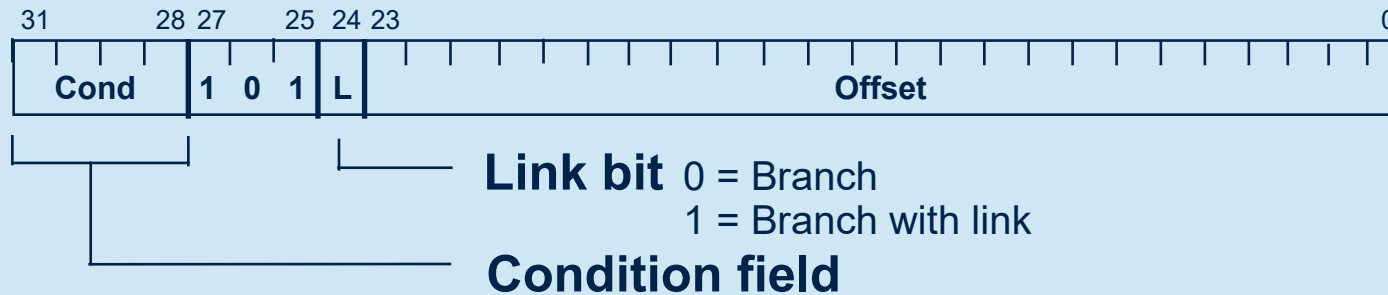 31 28 27 25 24 23 0
Cond 1 0 1 L Offset
Link bit 0 = Branch
1 = Branch with link
Condition field